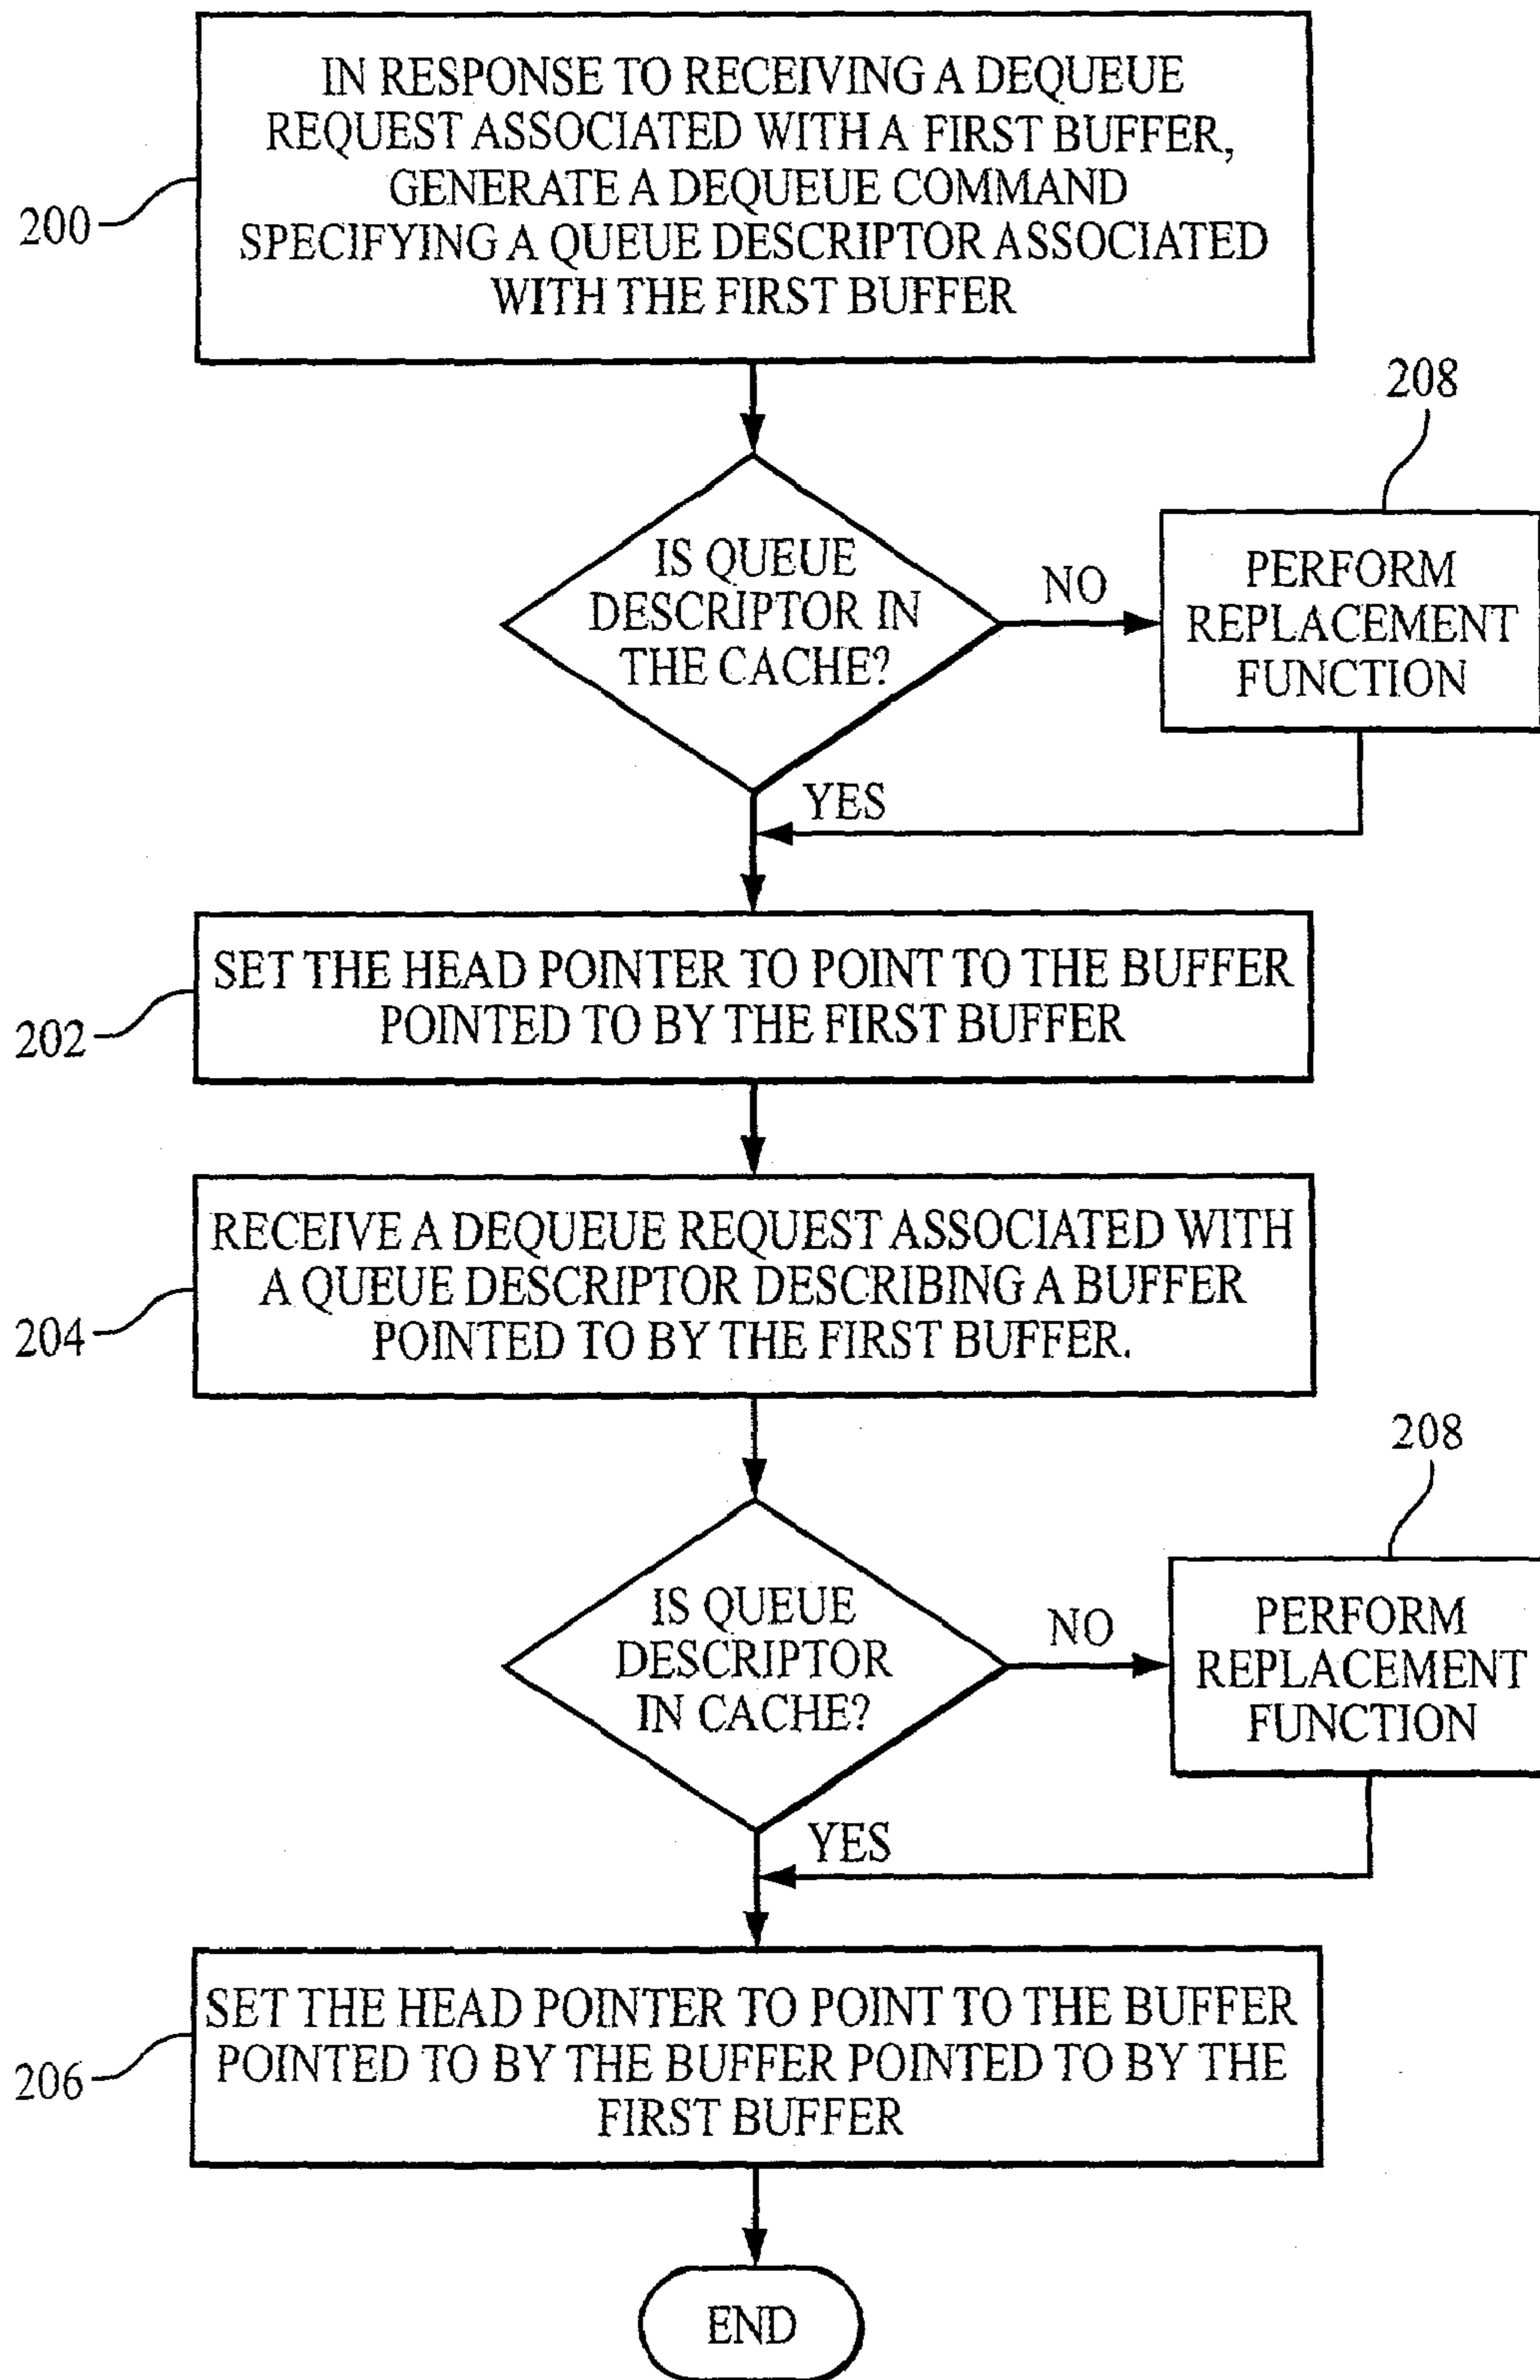 IN RESPONSE TO RECEIVING A DEQUEUE
REQUEST ASSOCIATED WITH A FIRST BUFFER,
GENERATE A DEQUEUE COMMAND
SPECIFYING A QUEUE DESCRIPTOR ASSOCIATED
WITH THE FIRST BUFFER
200
208
IS QUEUE
DESCRIPTOR IN
THE CACHE?
NO
PERFORM
REPLACEMENT
FUNCTION
YES
SET THE HEAD POINTER TO POINT TO THE BUFFER
POINTED TO BY THE FIRST BUFFER
202
RECEIVE A DEQUEUE REQUEST ASSOCIATED WITH
A QUEUE DESCRIPTOR DESCRIBING A BUFFER
POINTED TO BY THE FIRST BUFFER.
204
208
IS QUEUE
DESCRIPTOR
IN CACHE?
NO
PERFORM
REPLACEMENT
FUNCTION
YES
SET THE HEAD POINTER TO POINT TO THE BUFFER
POINTED TO BY THE BUFFER POINTED TO BY THE
FIRST BUFFER
206
END